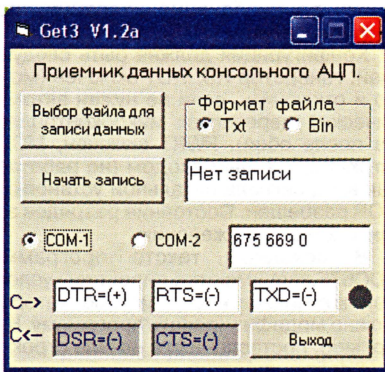 Get3 V1.2a
Приемник данных консольного АЦП.
Выбор файла для
записи данных
Формат файла
Txt Bin
Начать запись
Нет записи
COM-1 COM-2 675 669 0
C-> DTR=(+) RTS=(-) TXD=(-)
C<- DSR=(-) CTS=(-) Выход